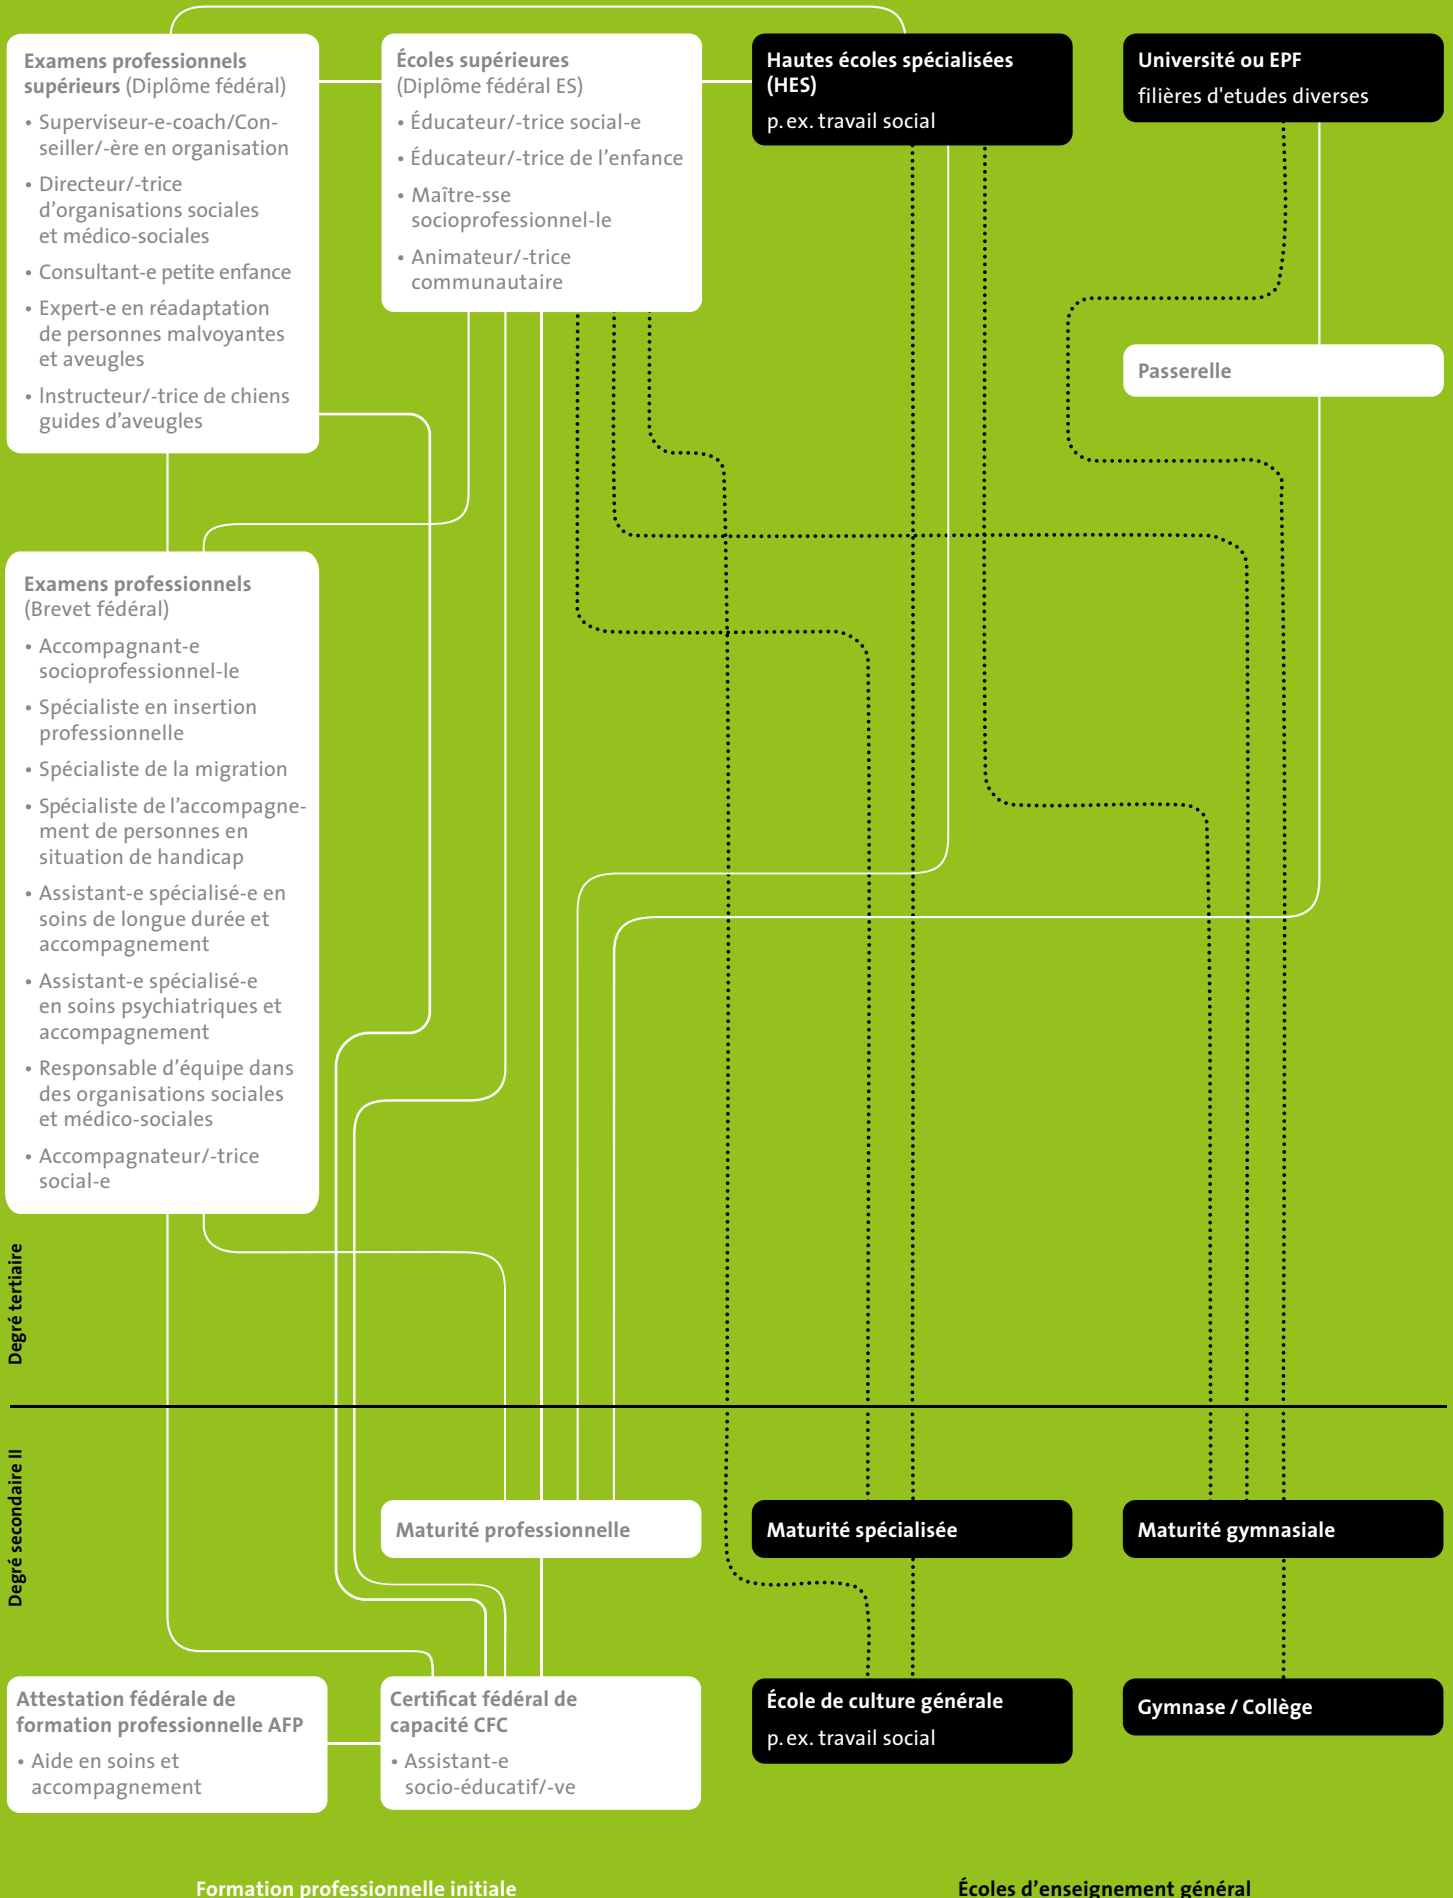 Examens professionnels
supérieurs (Diplôme fédéral)
• Superviseur-e-coach/Con-
seiller/-ère en organisation
• Directeur/-trice
d'organisations sociales
et médico-sociales
• Consultant-e petite enfance
• Expert-e en réadaptation
de personnes malvoyantes
et aveugles
• Instructeur/-trice de chiens
guides d'aveugles
Écoles supérieures
(Diplôme fédéral ES)
• Éducateur/-trice social-e
• Éducateur/-trice de l'enfance
• Maître-sse
socioprofessionnel-le
• Animateur/-trice
communautaire
Hautes écoles spécialisées
(HES)
p. ex. travail social
Université ou EPF
filières d'etudes diverses
Passerelle
Examens professionnels
(Brevet fédéral)
• Accompagnant-e
socioprofessionnel-le
• Spécialiste en insertion
professionnelle
• Spécialiste de la migration
• Spécialiste de l'accompagne-
ment de personnes en
situation de handicap
• Assistant-e spécialisé-e en
soins de longue durée et
accompagnement
• Assistant-e spécialisé-e
en soins psychiatriques et
accompagnement
• Responsable d'équipe dans
des organisations sociales
et médico-sociales
• Accompagnateur/-trice
social-e
Degré tertiaire
Degré secondaire II
Maturité professionnelle
Maturité spécialisée
Maturité gymnasiale
Attestation fédérale de
formation professionnelle AFP
• Aide en soins et
accompagnement
Certificat fédéral de
capacité CFC
• Assistant-e
socio-éducatif/-ve
École de culture générale
p. ex. travail social
Gymnase / Collège
Formation professionnelle initiale
Écoles d'enseignement général